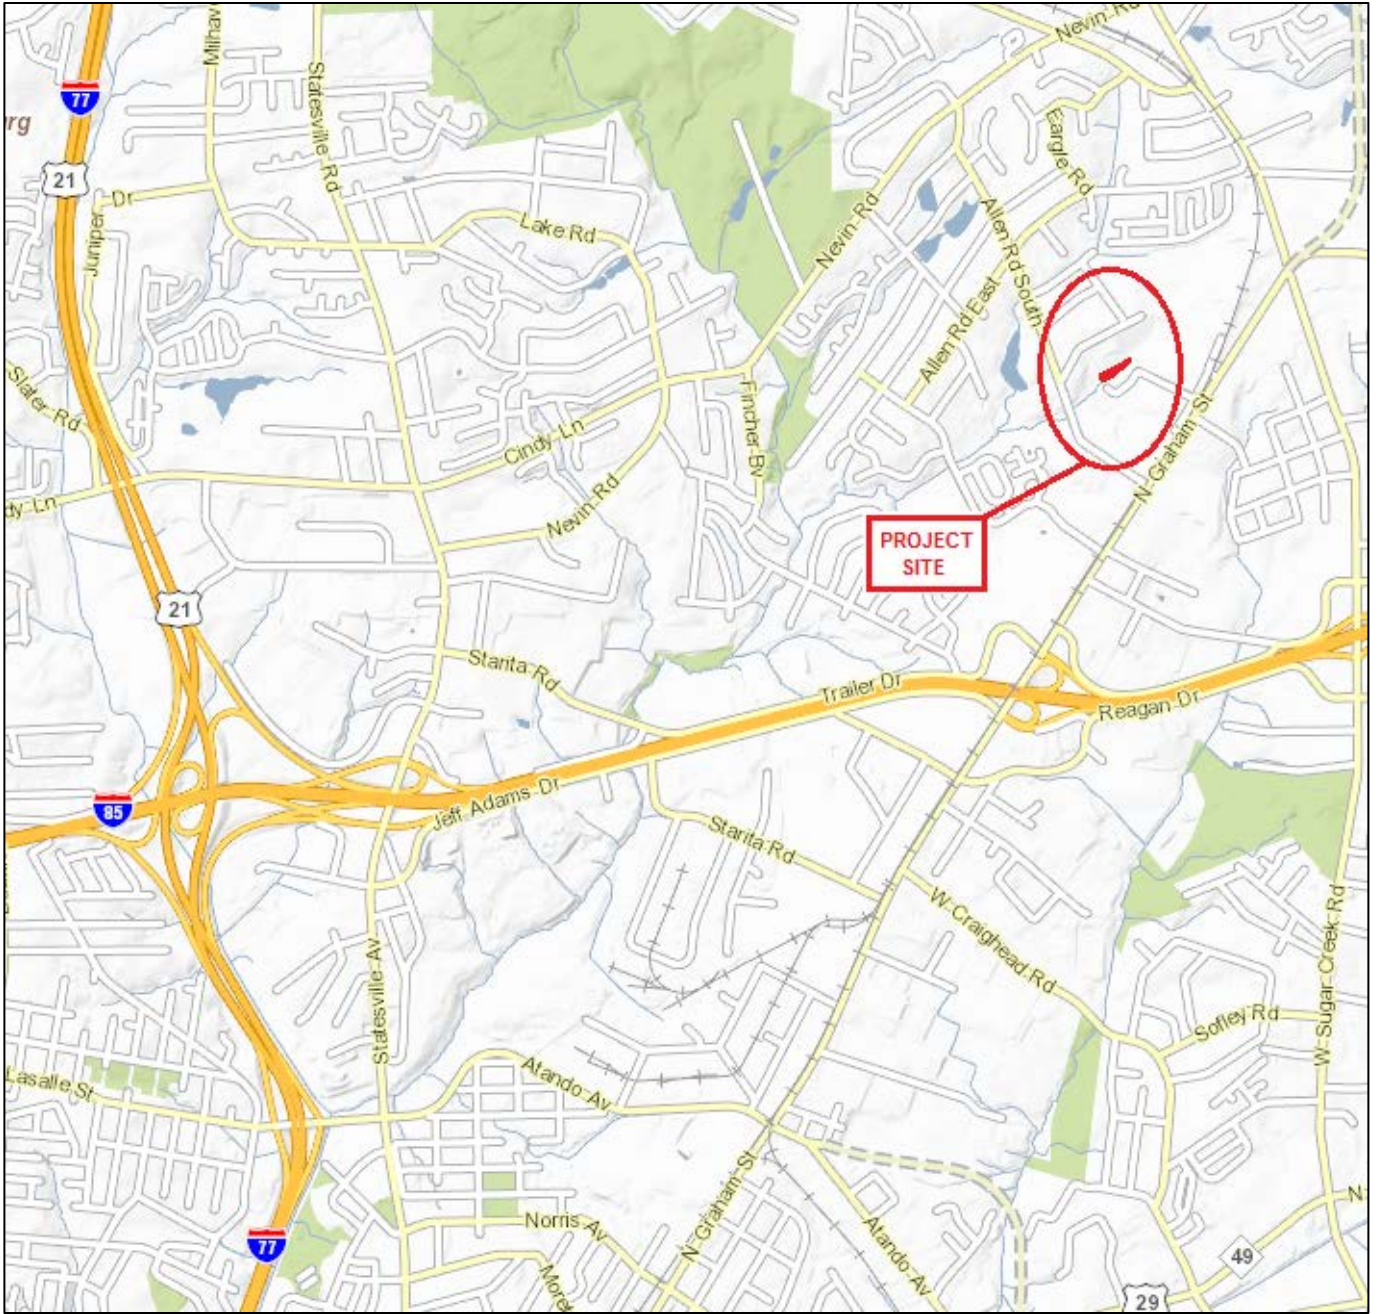 Nevin Rd
Milhav
Statesville Rd
77
rg
Eargle Rd
21
Dr
Juniper
Lake Rd
Nevin Rd
Allen Rd South
Allen Rd East
Slater Rd
Fincher Bv
Cindy Ln
N Graham St
dy Ln
Nevin Rd
PROJECT
SITE
21
Starita Rd
Trailer Dr
Reagan Dr
85
Jeff Adams Dr
Starita Rd
W Craighead Rd
W Sugar Creek Rd
Statesville Av
Sofley Rd
Lasalle St
Atando Av
N Graham St
Norris Av
Atando Av
N
77
49
More
29